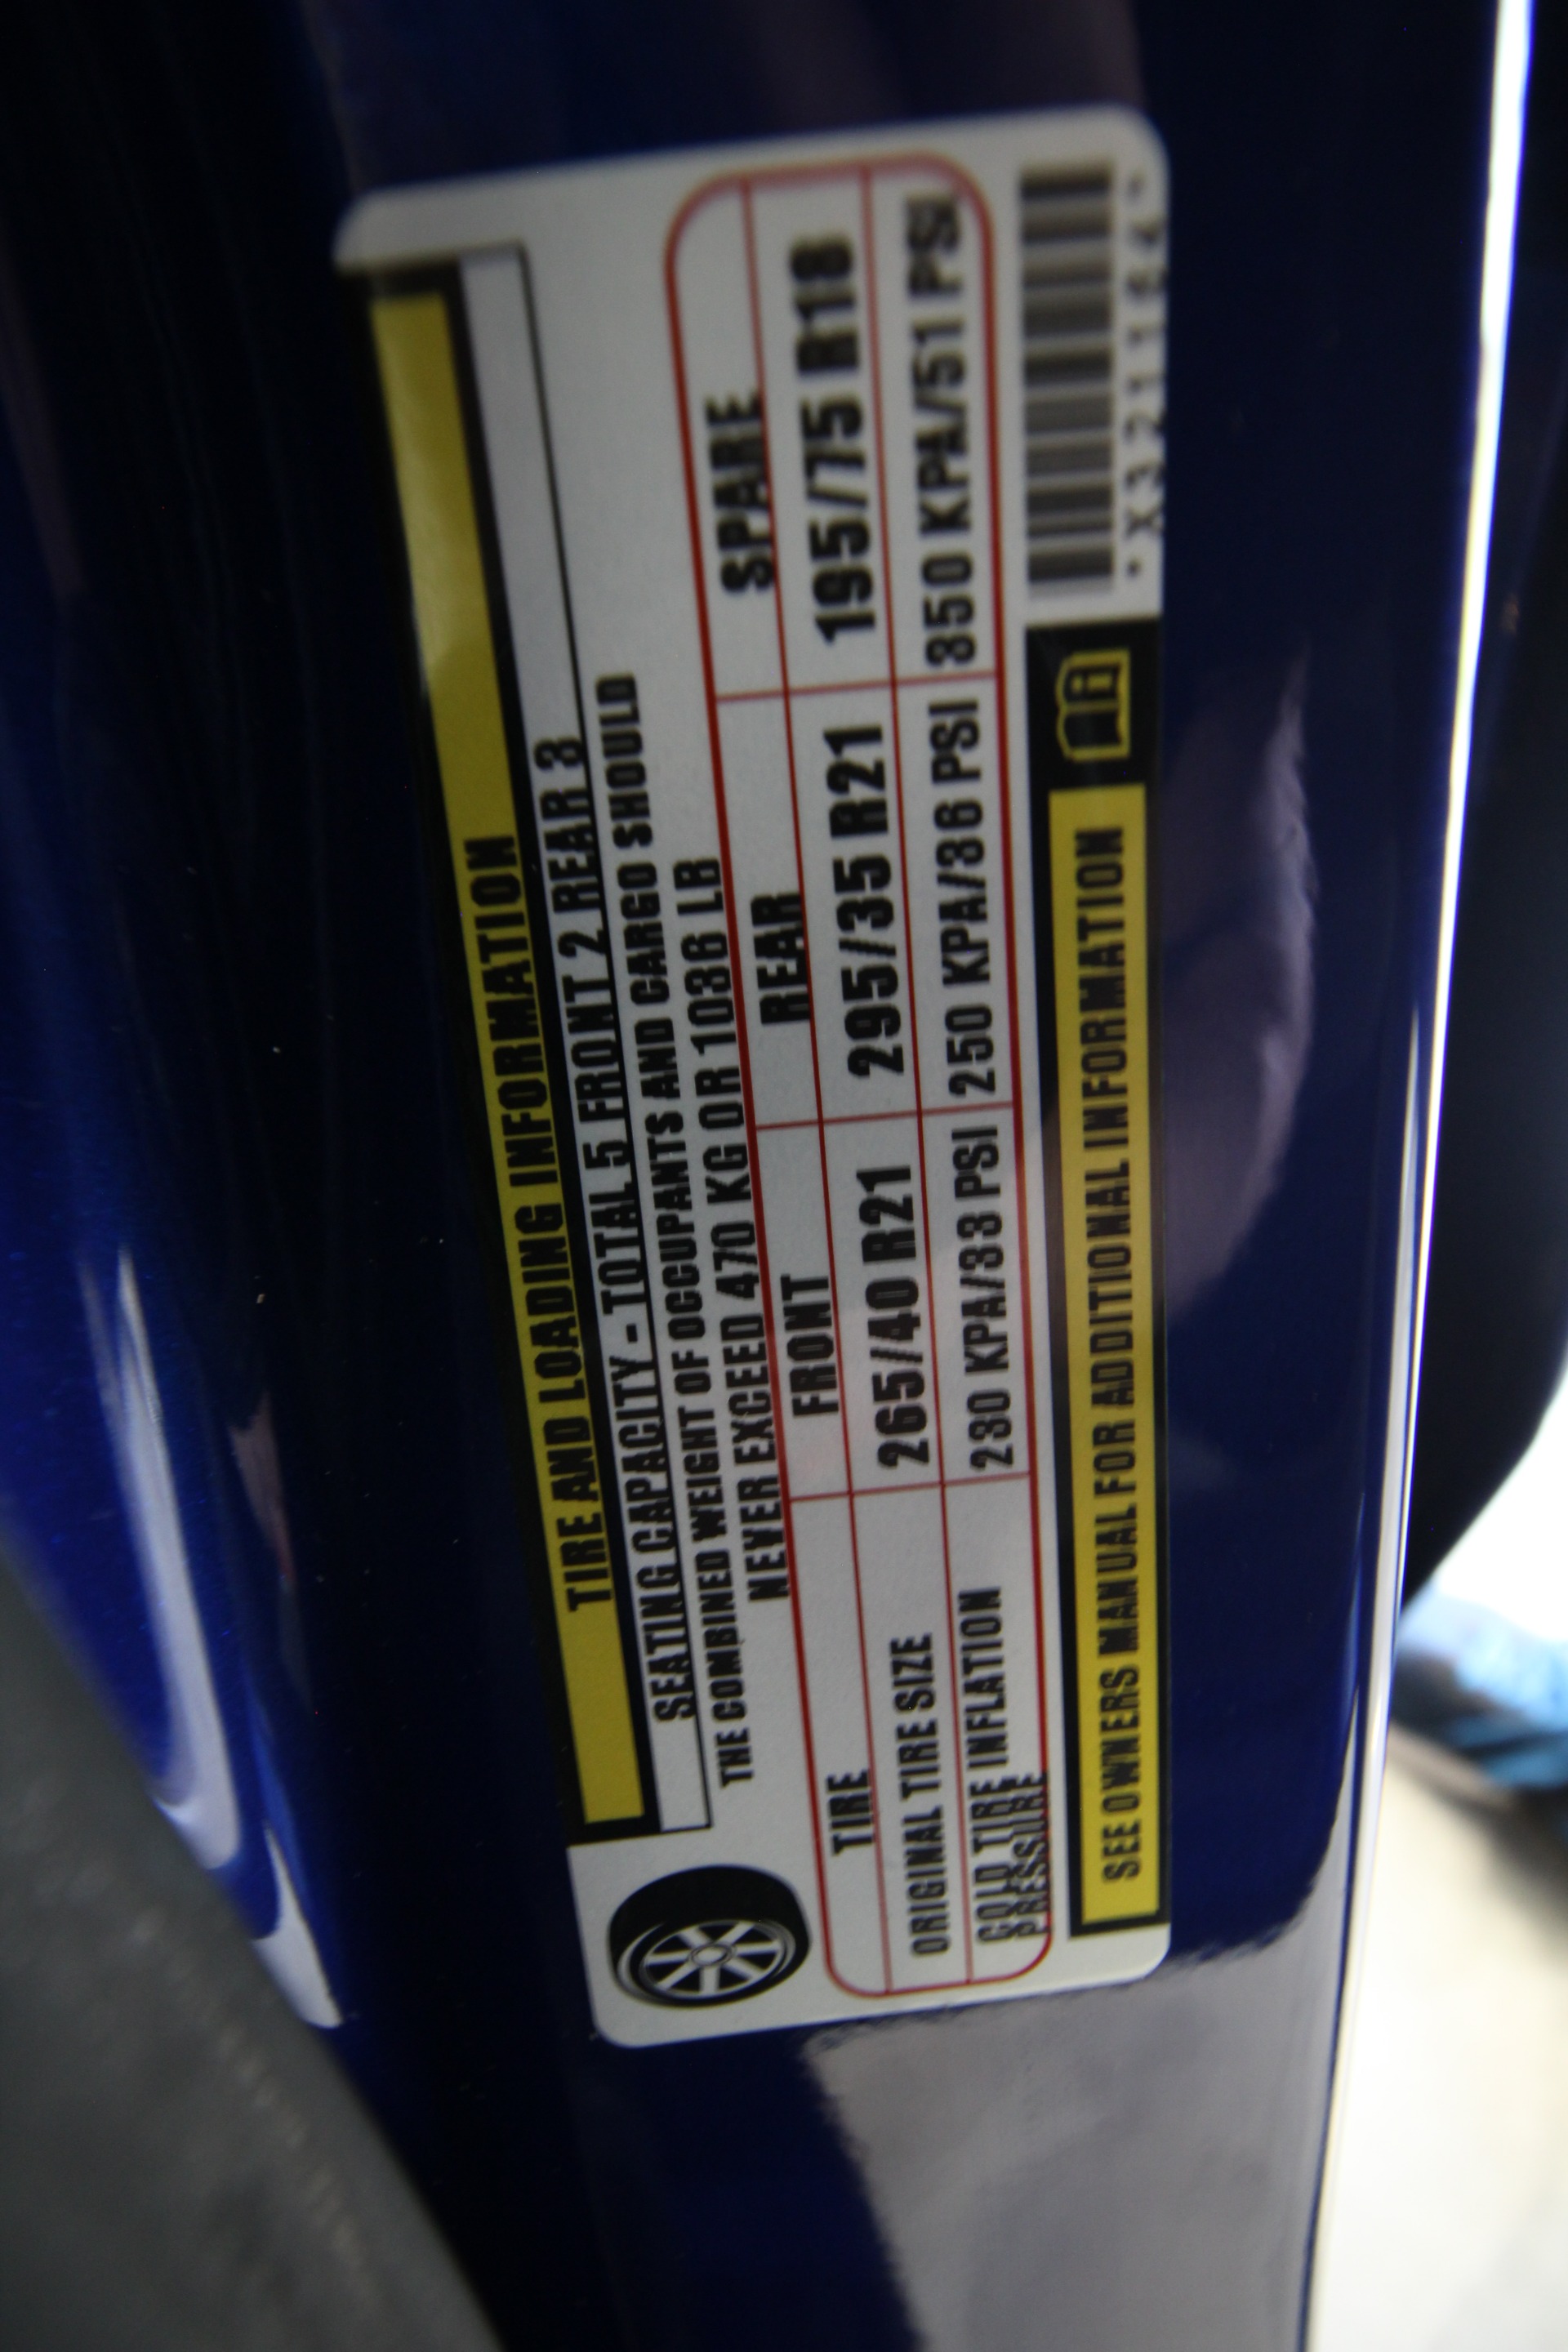 TIRE AND LOADING INFORMATION
SEATING CAPACITY - TOTAL 5 FRONT 2 REAR 3
THE COMBINED WEIGHT OF OCCUPANTS AND CARGO SHOULD
NEVER EXCEED 470 KG OR 1036 LB
TIRE FRONT REAR SPARE
ORIGINAL TIRE SIZE 265/40 R21 295/35 R21 195/75 R18
COLD TIRE INFLATION PRESSURE 230 KPA/33 PSI 250 KPA/36 PSI 350 KPA/51 PSI
SEE OWNERS MANUAL FOR ADDITIONAL INFORMATION